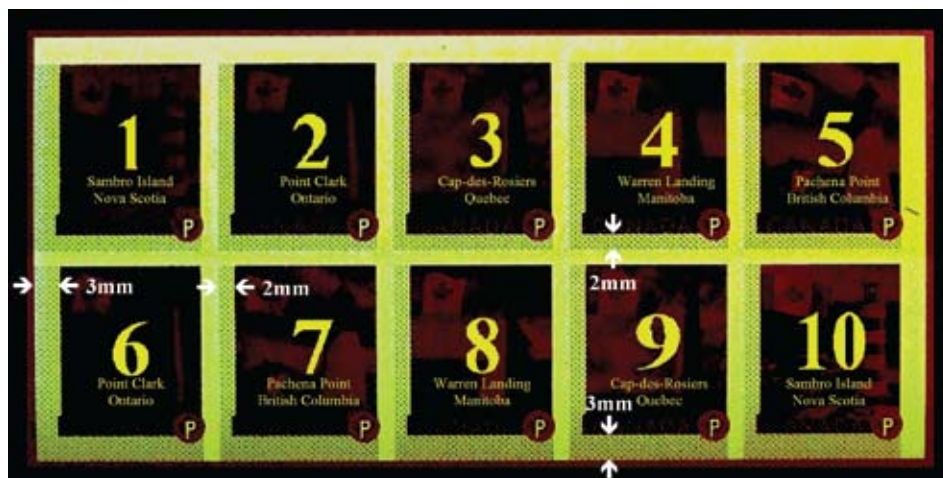 1
Sambro Island
Nova Scotia
P
2
Point Clark
Ontario
P
3
Cap-des-Rosiers
Quebec
P
4
Warren Landing
Manitoba
P
5
Pachena Point
British Columbia
P
3mm
2mm
2mm
6
Point Clark
Ontario
P
7
Pachena Point
British Columbia
P
8
Warren Landing
Manitoba
P
9
Cap-des-Rosiers
Quebec
3mm
P
10
Sambro Island
Nova Scotia
P